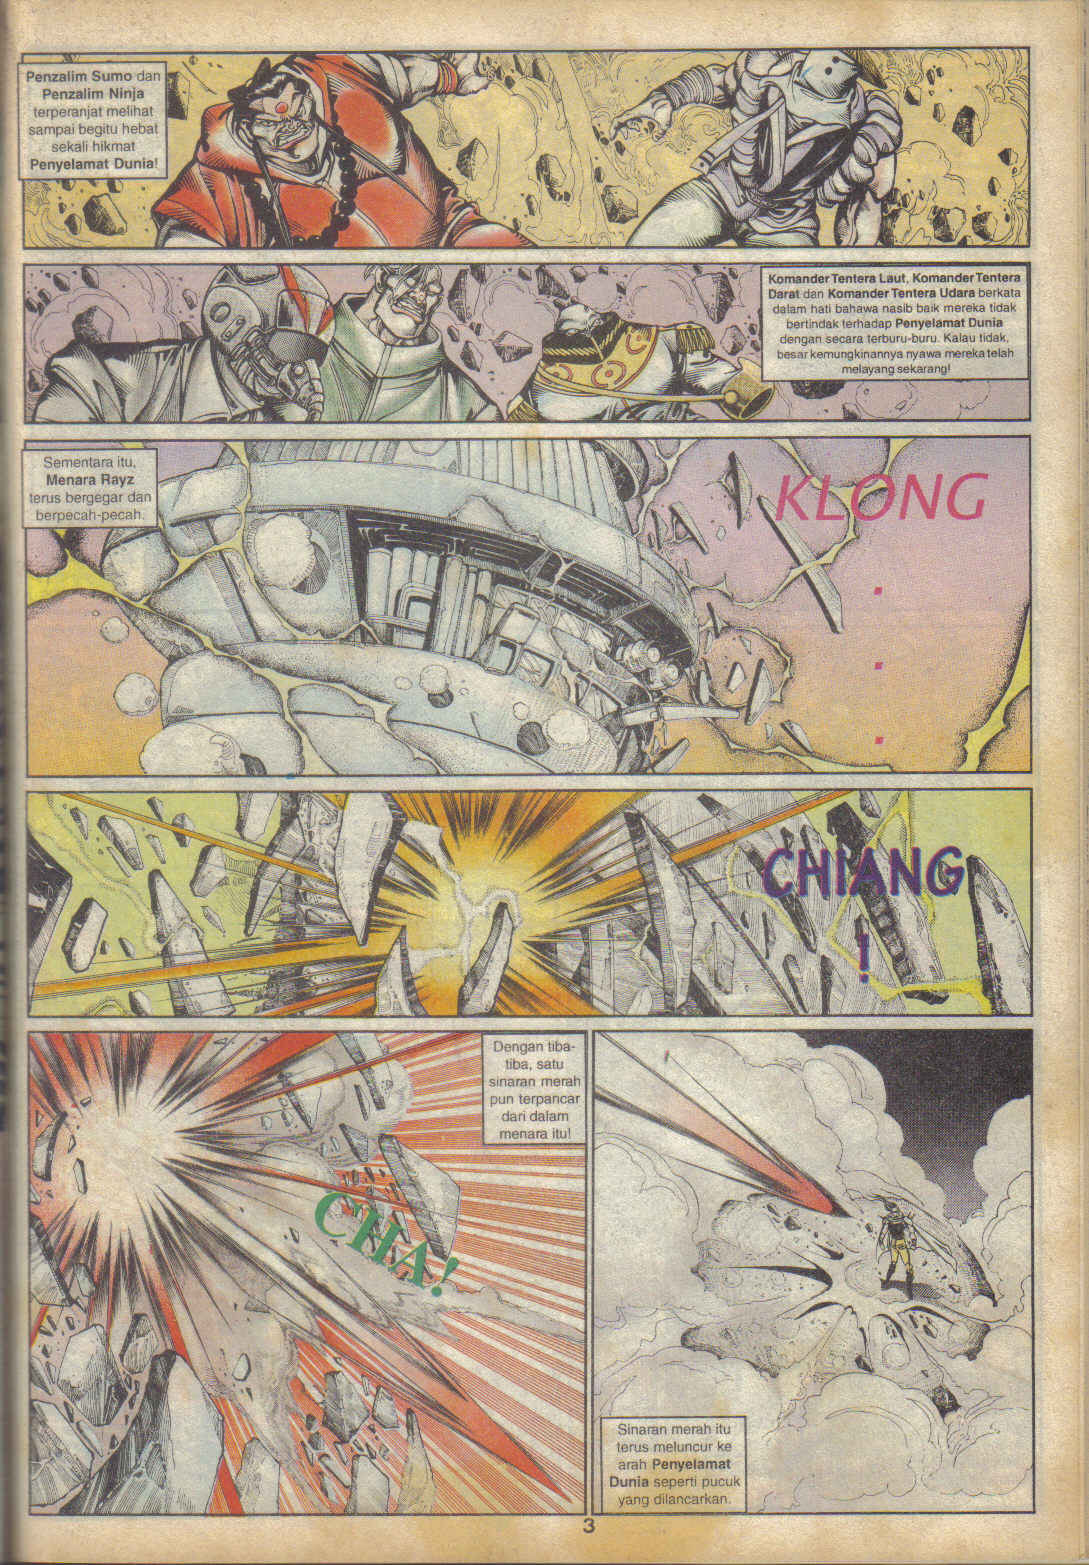 Penzalim Sumo dan
Penzalim Ninja
terperanjat melihat
sampai begitu hebat
sekali hikmat
Penyelamat Dunia!
Komander Tentera Laut, Komander Tentera
Darat dan Komander Tentera Udara berkata
dalam hati bahawa nasib baik mereka tidak
bertindak terhadap Penyelamat Dunia
dengan secara terburu-buru. Kalau tidak,
besar kemungkinannya nyawa mereka telah
melayang sekarang!
Sementara itu,
Menara Rayz
terus bergegar dan
berpecah-pecah.
KLONG
.
.
.
CHIANG
!
Dengan tiba-
tiba, satu
sinaran merah
pun terpancar
dari dalam
menara itu!
CHA!
Sinaran merah itu
terus meluncur ke
arah Penyelamat
Dunia seperti pucuk
yang dilancarkan.
3